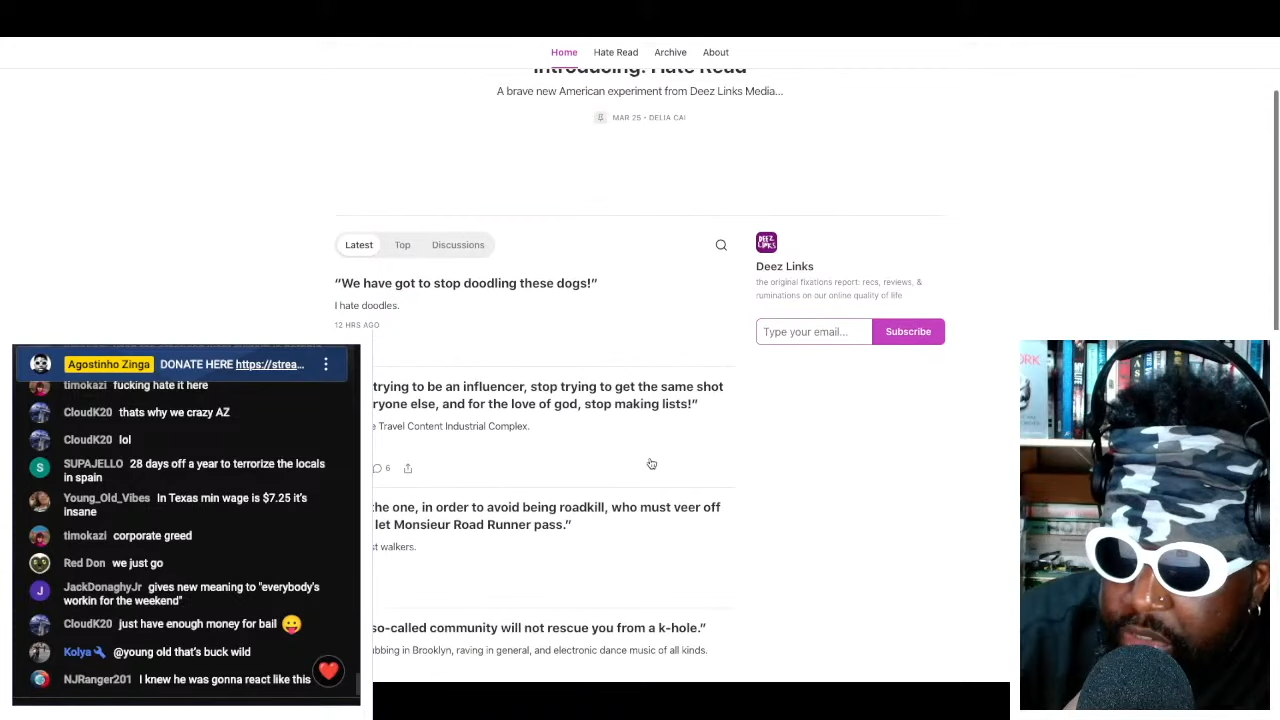 Home Hate Read Archive About
Introducing: Hate Read
A brave new American experiment from Deez Links Media...
MAR 25 • DELIA CAI
Latest Top Discussions
“We have got to stop doodling these dogs!”
I hate doodles.
12 HRS AGO
trying to be an influencer, stop trying to get the same shot
ryone else, and for the love of god, stop making lists!”
Travel Content Industrial Complex.
6
the one, in order to avoid being roadkill, who must veer off
let Monsieur Road Runner pass.”
st walkers.
so-called community will not rescue you from a k-hole.”
ubbing in Brooklyn, raving in general, and electronic dance music of all kinds.
DEEZ
LINKS
Deez Links
the original fixations report: recs, reviews, &
ruminations on our online quality of life
Type your email... Subscribe
Agostinho Zinga DONATE HERE https://strea...
timokazi fucking hate it here
CloudK20 thats why we crazy AZ
CloudK20 lol
S SUPAJELLO 28 days off a year to terrorize the locals
in spain
Young_Old_Vibes In Texas min wage is $7.25 it’s
insane
timokazi corporate greed
Red Don we just go
J JackDonaghyJr gives new meaning to "everybody's
workin for the weekend"
CloudK20 just have enough money for bail 😛
Kolya @young old that’s buck wild
NJRanger201 I knew he was gonna react like this